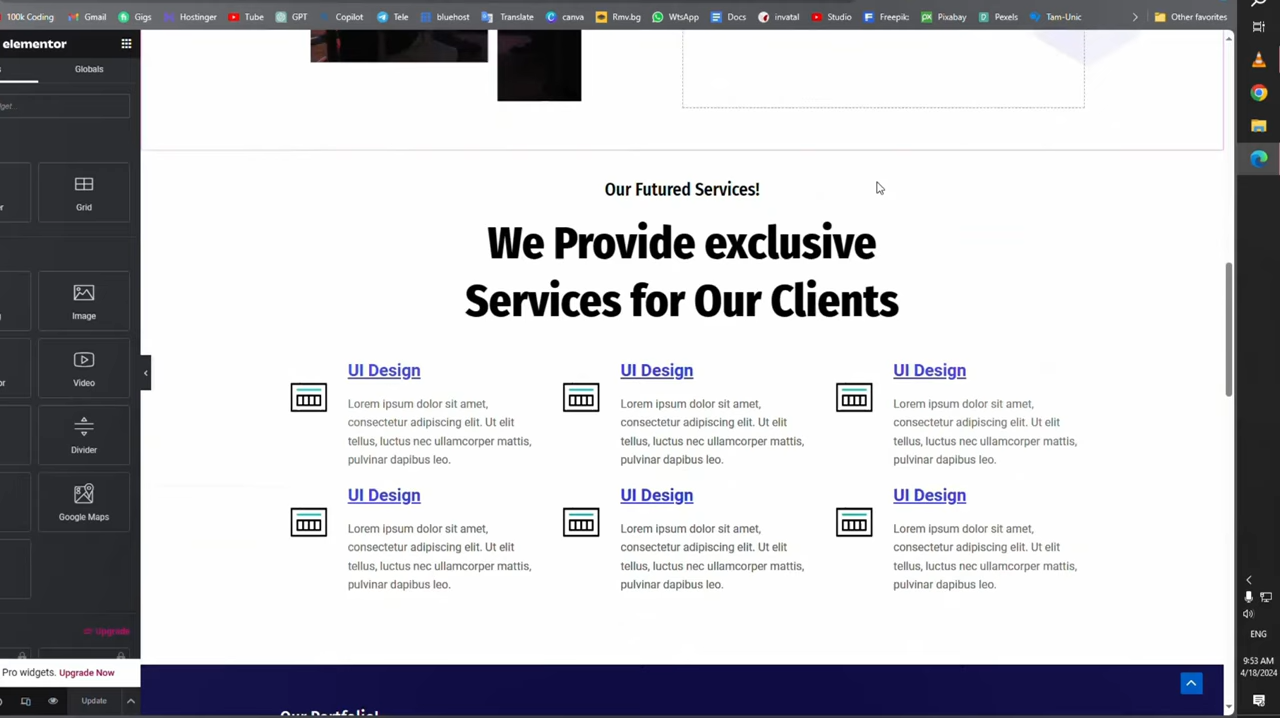 100k Coding
Gmail
Gigs
Hostinger
Tube
GPT
Copilot
Tele
bluehost
Translate
canva
Rmv.bg
WtsApp
Docs
invatal
Studio
Freepik:
Pixabay
Pexels
Tam-Unic
Other favorites
elementor
Globals
Grid
Image
Video
Divider
Google Maps
Upgrade
Pro widgets. Upgrade Now
Update
Our Futured Services!
We Provide exclusive
Services for Our Clients
UI Design
Lorem ipsum dolor sit amet,
consectetur adipiscing elit. Ut elit
tellus, luctus nec ullamcorper mattis,
pulvinar dapibus leo.
UI Design
Lorem ipsum dolor sit amet,
consectetur adipiscing elit. Ut elit
tellus, luctus nec ullamcorper mattis,
pulvinar dapibus leo.
UI Design
Lorem ipsum dolor sit amet,
consectetur adipiscing elit. Ut elit
tellus, luctus nec ullamcorper mattis,
pulvinar dapibus leo.
UI Design
Lorem ipsum dolor sit amet,
consectetur adipiscing elit. Ut elit
tellus, luctus nec ullamcorper mattis,
pulvinar dapibus leo.
UI Design
Lorem ipsum dolor sit amet,
consectetur adipiscing elit. Ut elit
tellus, luctus nec ullamcorper mattis,
pulvinar dapibus leo.
UI Design
Lorem ipsum dolor sit amet,
consectetur adipiscing elit. Ut elit
tellus, luctus nec ullamcorper mattis,
pulvinar dapibus leo.
Our Portfolio!
ENG
9:53 AM
4/18/2024